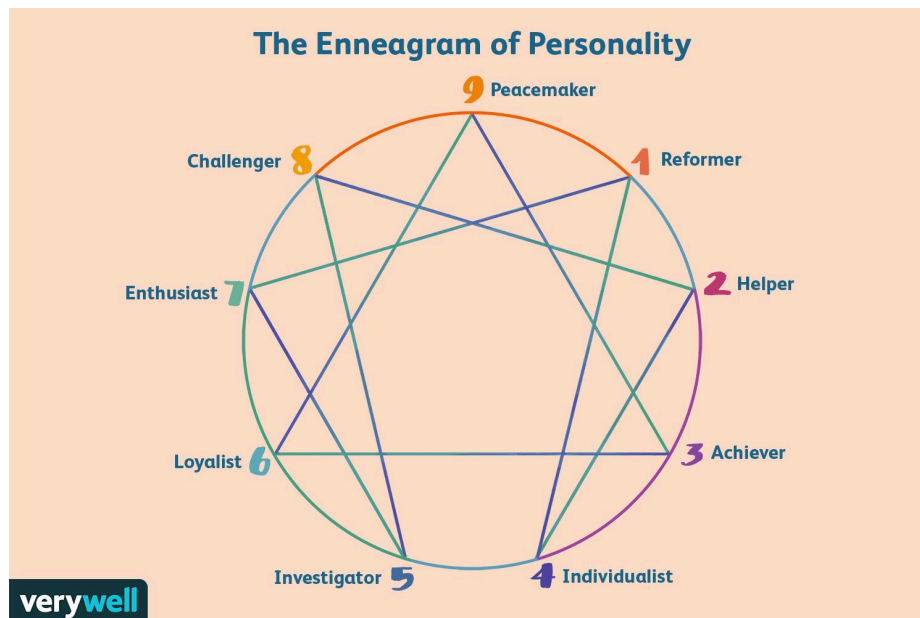 The Enneagram of Personality
9 Peacemaker
Challenger 8
1 Reformer
Enthusiast 7
2 Helper
Loyalist 6
3 Achiever
Investigator 5
4 Individualist
verywell